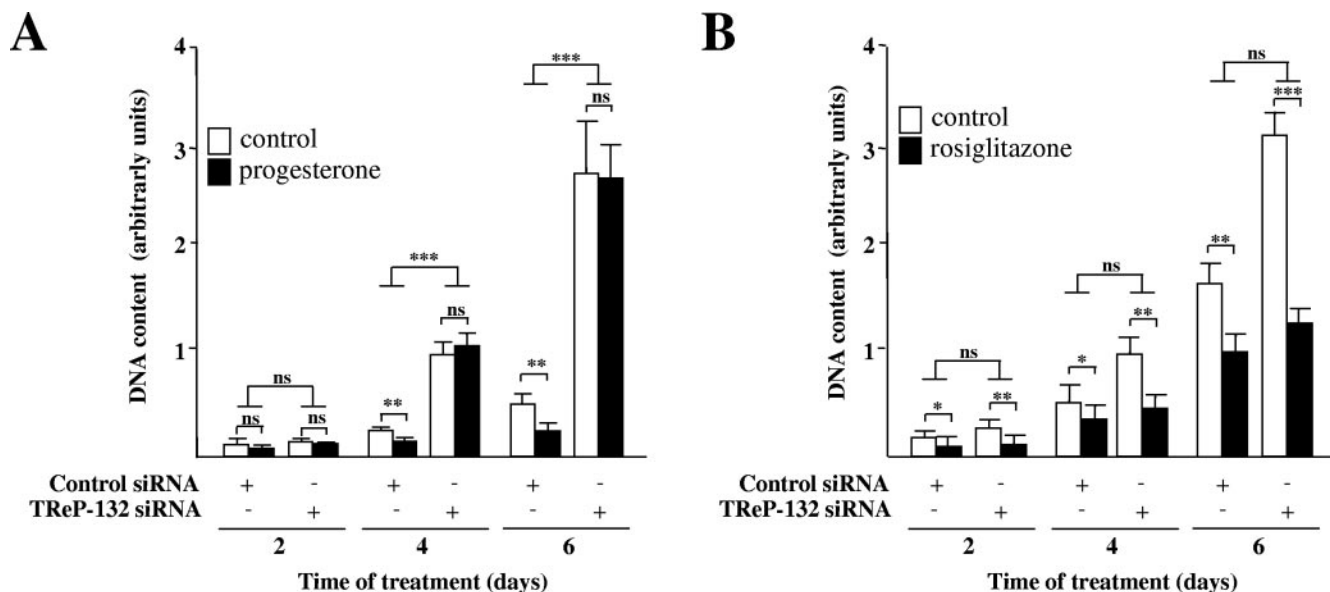 A
DNA content (arbitrarly units)
4
3
2
1
control
progesterone
ns
ns
ns
***
**
ns
***
**
ns
Control siRNA + - + - + -
TReP-132 siRNA - + - + - +
2 4 6
Time of treatment (days)
B
DNA content (arbitrarly units)
4
3
2
1
control
rosiglitazone
ns
*
**
ns
*
**
ns
**
***
Control siRNA + - + - + -
TReP-132 siRNA - + - + - +
2 4 6
Time of treatment (days)